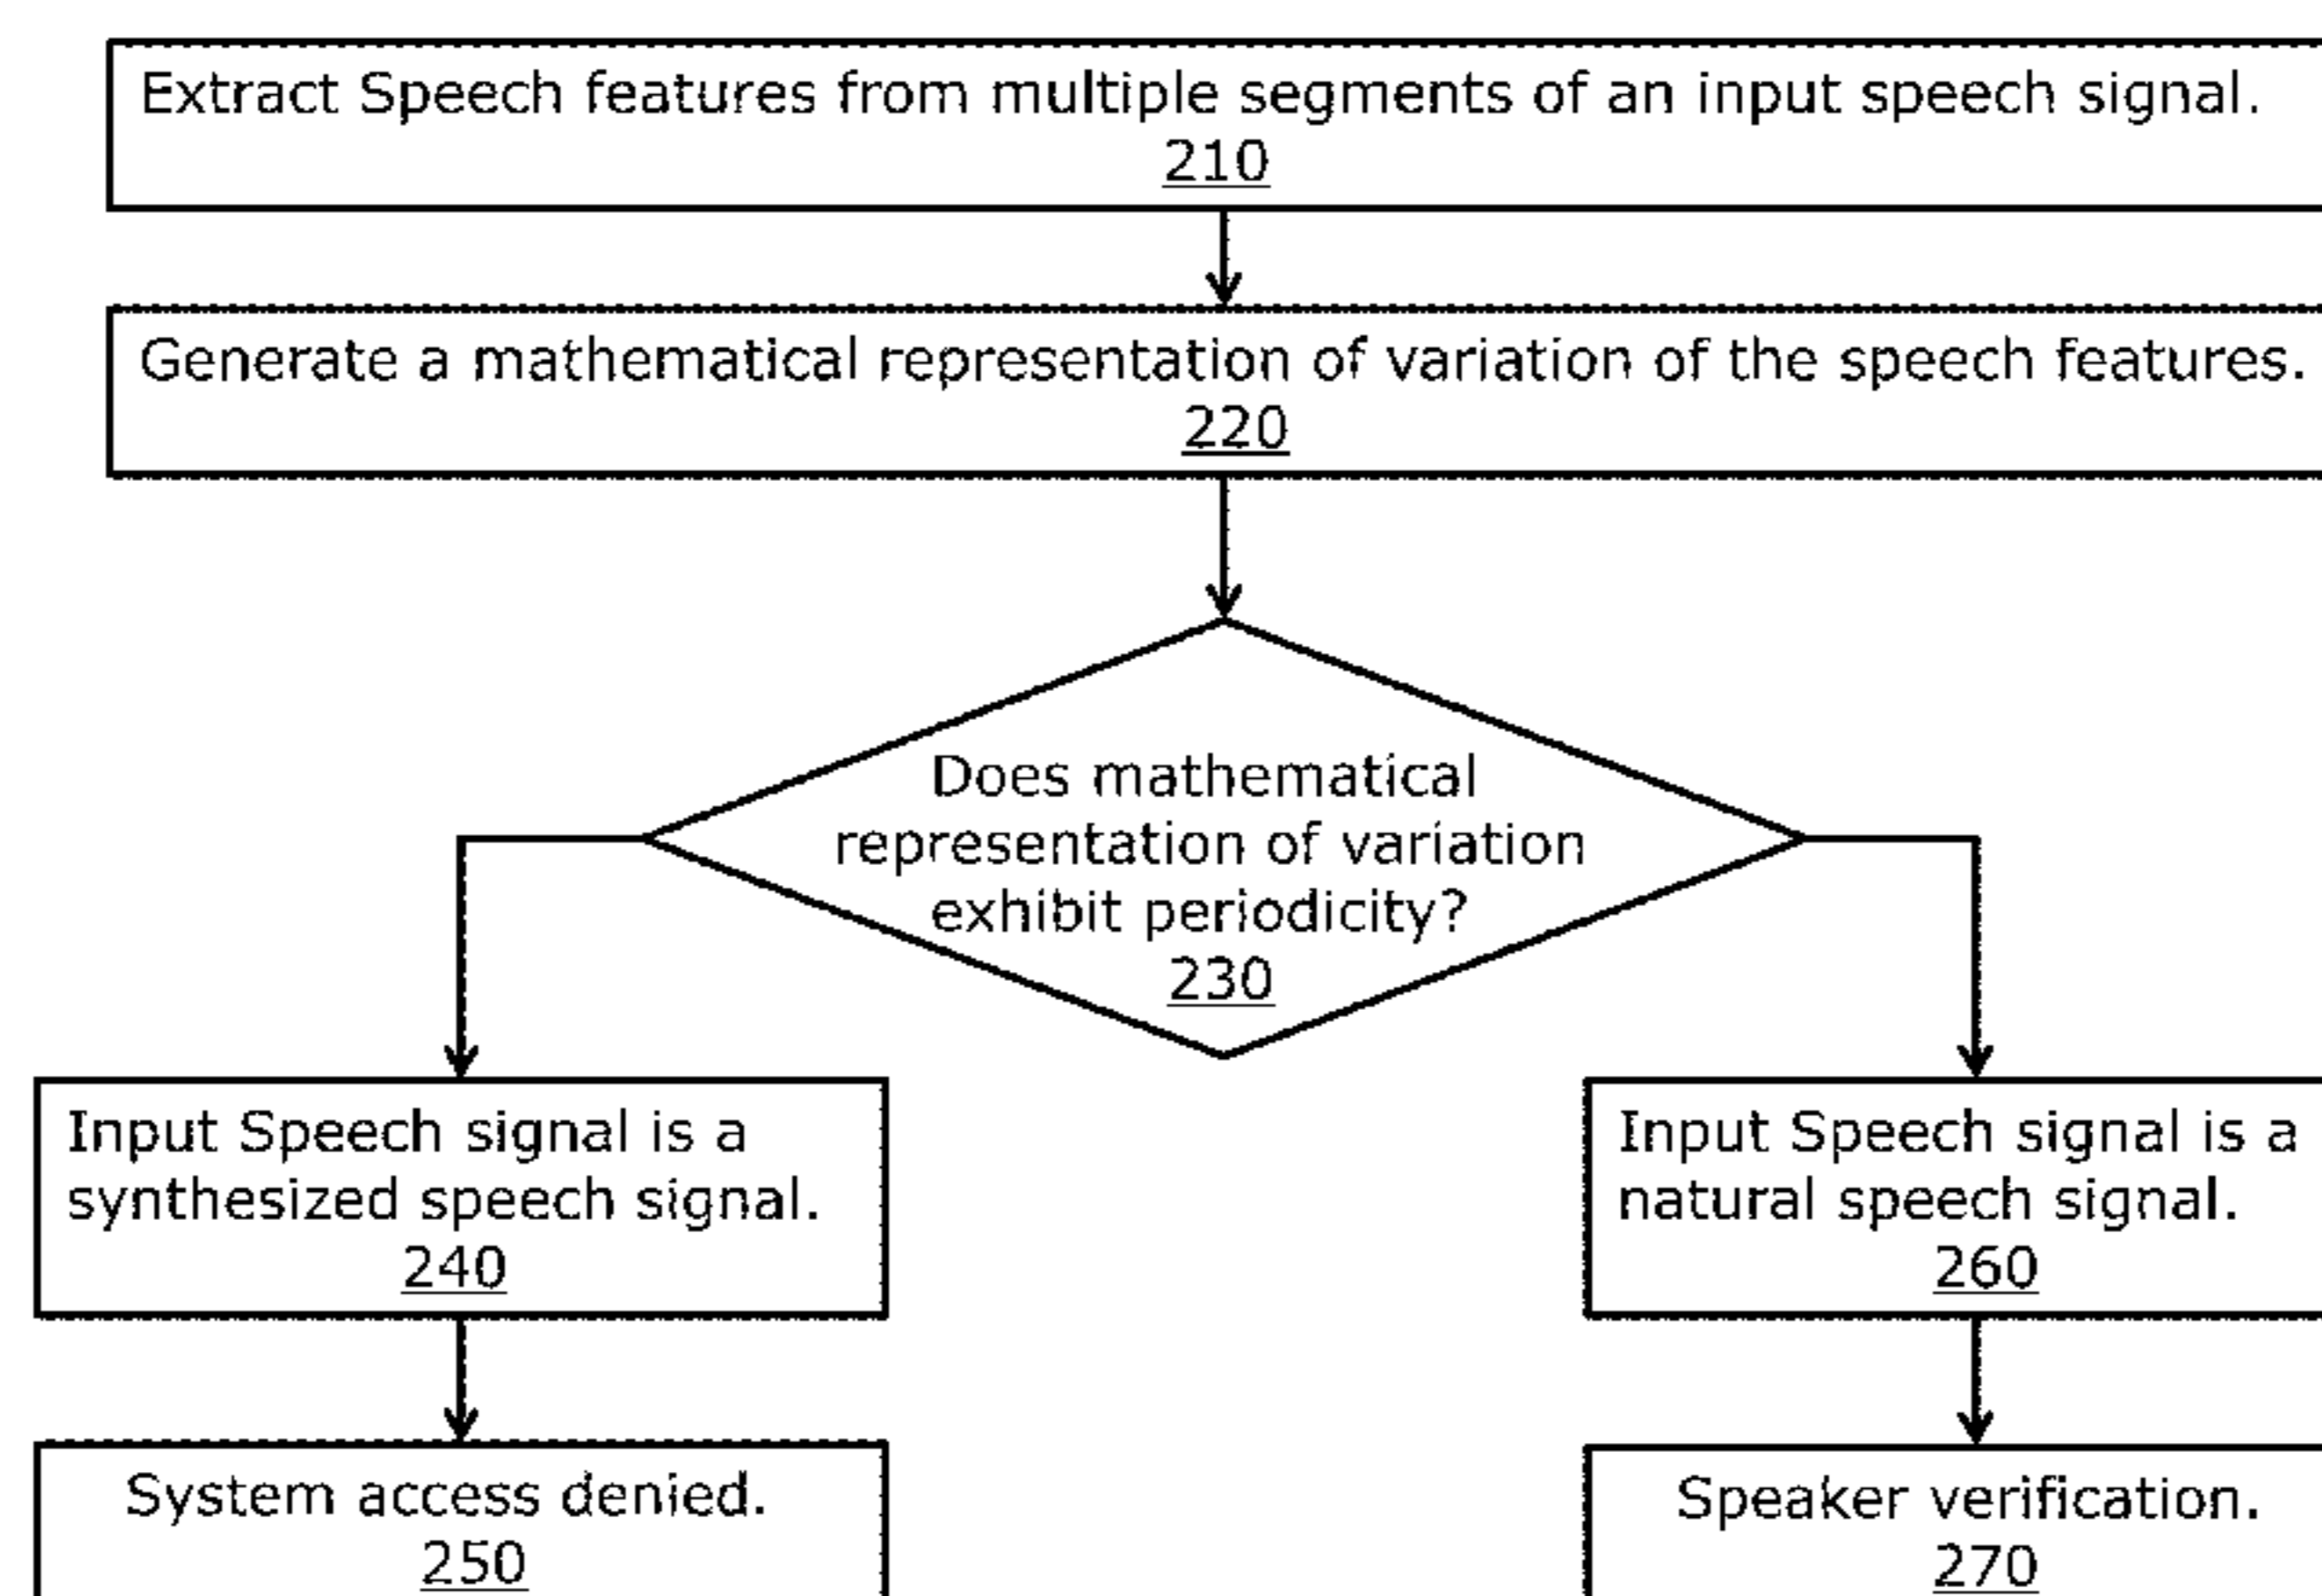 Extract Speech features from multiple segments of an input speech signal.
210
Generate a mathematical representation of variation of the speech features.
220
Does mathematical
representation of variation
exhibit periodicity?
230
Input Speech signal is a
synthesized speech signal.
240
Input Speech signal is a
natural speech signal.
260
System access denied.
250
Speaker verification.
270